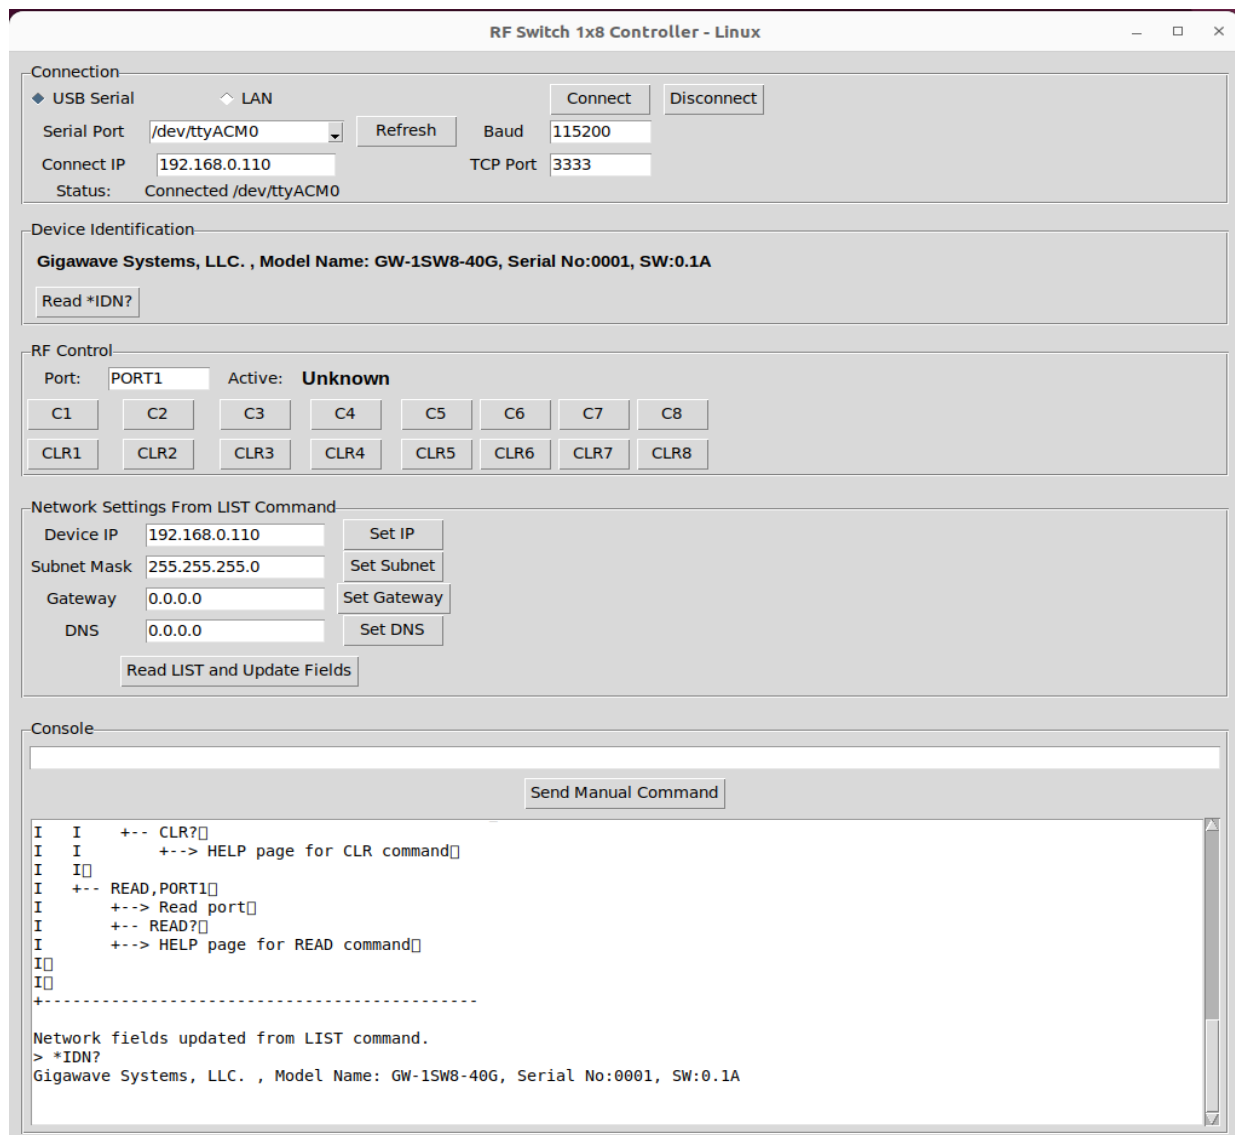 RF Switch 1x8 Controller - Linux
Connection
USB Serial LAN Connect Disconnect
Serial Port /dev/ttyACM0 Refresh Baud 115200
Connect IP 192.168.0.110 TCP Port 3333
Status: Connected /dev/ttyACM0
Device Identification
Gigawave Systems, LLC. , Model Name: GW-1SW8-40G, Serial No:0001, SW:0.1A
Read *IDN?
RF Control
Port: PORT1 Active: Unknown
C1 C2 C3 C4 C5 C6 C7 C8
CLR1 CLR2 CLR3 CLR4 CLR5 CLR6 CLR7 CLR8
Network Settings From LIST Command
Device IP 192.168.0.110 Set IP
Subnet Mask 255.255.255.0 Set Subnet
Gateway 0.0.0.0 Set Gateway
DNS 0.0.0.0 Set DNS
Read LIST and Update Fields
Console
Send Manual Command
I   I    +-- CLR?▯
I   I        +--> HELP page for CLR command▯
I   I▯
I   +-- READ,PORT1▯
I       +--> Read port▯
I       +-- READ?▯
I       +--> HELP page for READ command▯
I▯
I▯
+---------------------------------------------
Network fields updated from LIST command.
> *IDN?
Gigawave Systems, LLC. , Model Name: GW-1SW8-40G, Serial No:0001, SW:0.1A